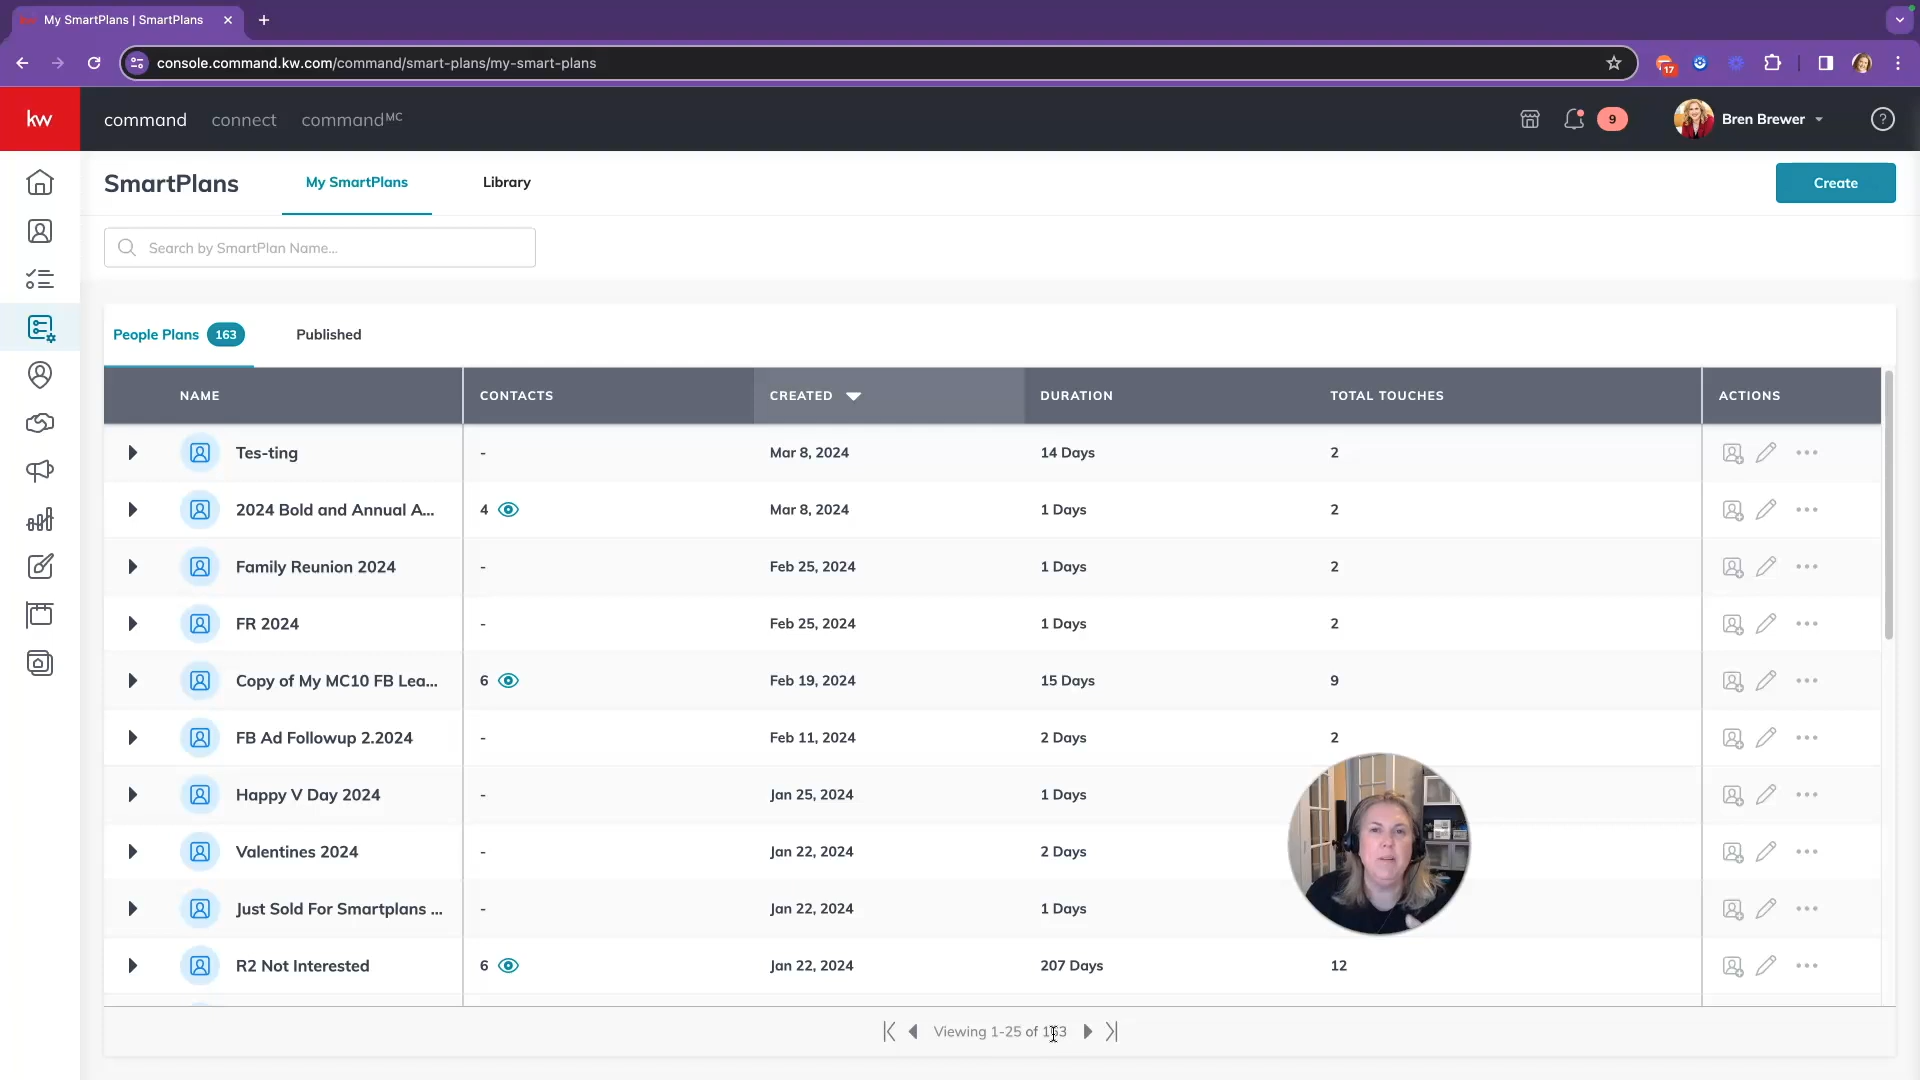 My SmartPlans | SmartPlans
console.command.kw.com/command/smart-plans/my-smart-plans
17
kw
command connect commandMC
9
Bren Brewer
?
SmartPlans
My SmartPlans
Library
Create
Search by SmartPlan Name...
People Plans 163
Published
NAME CONTACTS CREATED DURATION TOTAL TOUCHES ACTIONS
Tes-ting - Mar 8, 2024 14 Days 2
2024 Bold and Annual A... 4 Mar 8, 2024 1 Days 2
Family Reunion 2024 - Feb 25, 2024 1 Days 2
FR 2024 - Feb 25, 2024 1 Days 2
Copy of My MC10 FB Lea... 6 Feb 19, 2024 15 Days 9
FB Ad Followup 2.2024 - Feb 11, 2024 2 Days 2
Happy V Day 2024 - Jan 25, 2024 1 Days
Valentines 2024 - Jan 22, 2024 2 Days
Just Sold For Smartplans ... - Jan 22, 2024 1 Days
R2 Not Interested 6 Jan 22, 2024 207 Days 12
Viewing 1-25 of 163